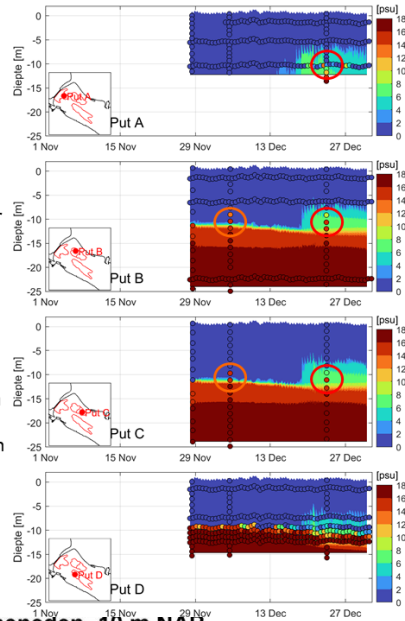 [psu]
0
-5
-10
-15
-20
-25
Diepte [m]
Put A
Put A
18
16
14
12
10
8
6
4
2
0
1 Nov
15 Nov
29 Nov
13 Dec
27 Dec
[psu]
0
-5
-10
-15
-20
-25
Diepte [m]
Put B
Put B
18
16
14
12
10
8
6
4
2
0
1 Nov
15 Nov
29 Nov
13 Dec
27 Dec
[psu]
0
-5
-10
-15
-20
-25
Diepte [m]
Put C
Put C
18
16
14
12
10
8
6
4
2
0
1 Nov
15 Nov
29 Nov
13 Dec
27 Dec
[psu]
0
-5
-10
-15
-20
-25
Diepte [m]
Put D
Put D
18
16
14
12
10
8
6
4
2
0
1 Nov
15 Nov
29 Nov
13 Dec
27 Dec
-10 m NAP